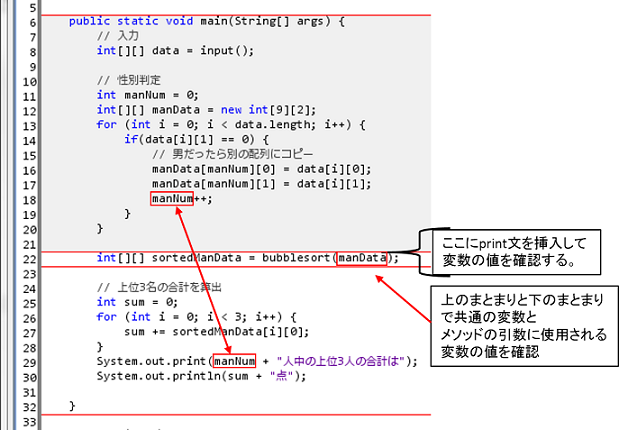 5
6 public static void main(String[] args) {
7 // 入力
8 int[][] data = input();
9
10 // 性別判定
11 int manNum = 0;
12 int[][] manData = new int[9][2];
13 for (int i = 0; i < data.length; i++) {
14 if(data[i][1] == 0) {
15 // 男だったら別の配列にコピー
16 manData[manNum][0] = data[i][0];
17 manData[manNum][1] = data[i][1];
18 manNum++;
19 }
20 }
21
22 int[][] sortedManData = bubblesort(manData);
23
24 // 上位3名の合計を算出
25 int sum = 0;
26 for (int i = 0; i < 3; i++) {
27 sum += sortedManData[i][0];
28 }
29 System.out.print(manNum + "人中の上位3人の合計は")
30 System.out.println(sum + "点");
31
32 }
33
ここにprint文を挿入して
変数の値を確認する。
上のまとまりと下のまとまり
で共通の変数と
メソッドの引数に使用される
変数の値を確認